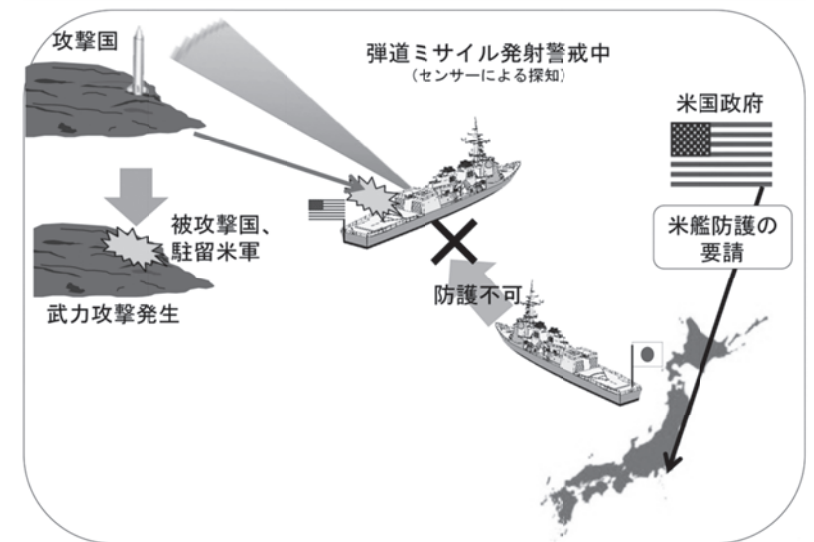 攻撃国
弾道ミサイル発射警戒中
（センサーによる探知）
米国政府
被攻撃国、
駐留米軍
米艦防護の
要請
防護不可
武力攻撃発生